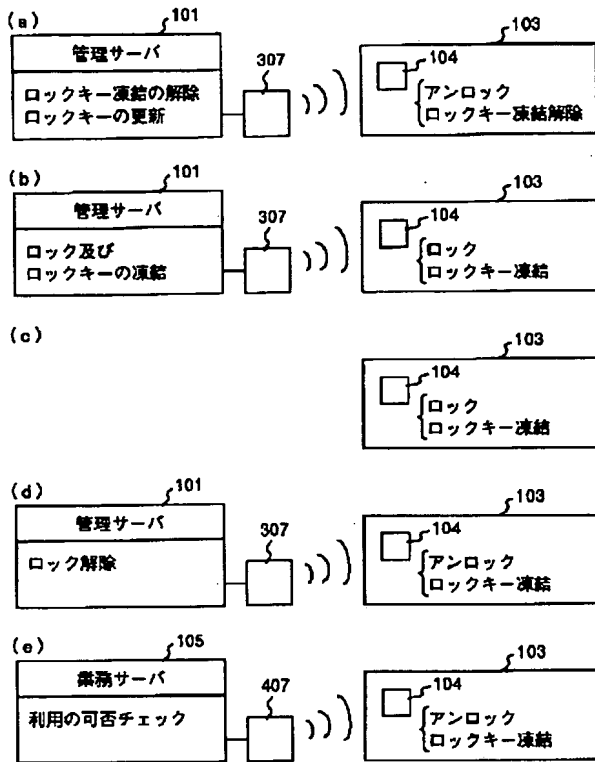 (a)
101
管理サーバ
ロックキー凍結の解除
ロックキーの更新
307
103
104
アンロック
ロックキー凍結解除
(b)
101
管理サーバ
ロック及び
ロックキーの凍結
307
103
104
ロック
ロックキー凍結
(c)
103
104
ロック
ロックキー凍結
(d)
101
管理サーバ
ロック解除
307
103
104
アンロック
ロックキー凍結
(e)
105
業務サーバ
利用の可否チェック
407
103
104
アンロック
ロックキー凍結